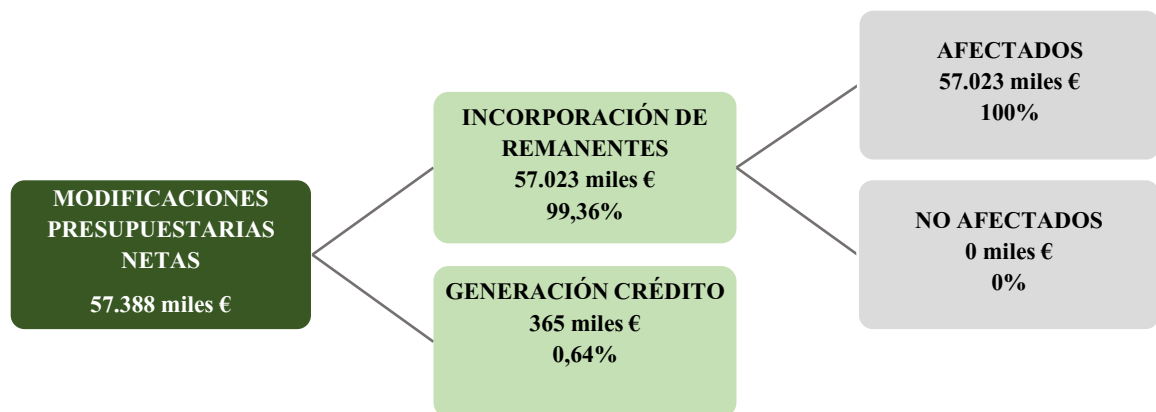 MODIFICACIONES
PRESUPUESTARIAS
NETAS
57.388 miles €
INCORPORACIÓN DE
REMANENTES
57.023 miles €
99,36%
GENERACIÓN CRÉDITO
365 miles €
0,64%
AFECTADOS
57.023 miles €
100%
NO AFECTADOS
0 miles €
0%